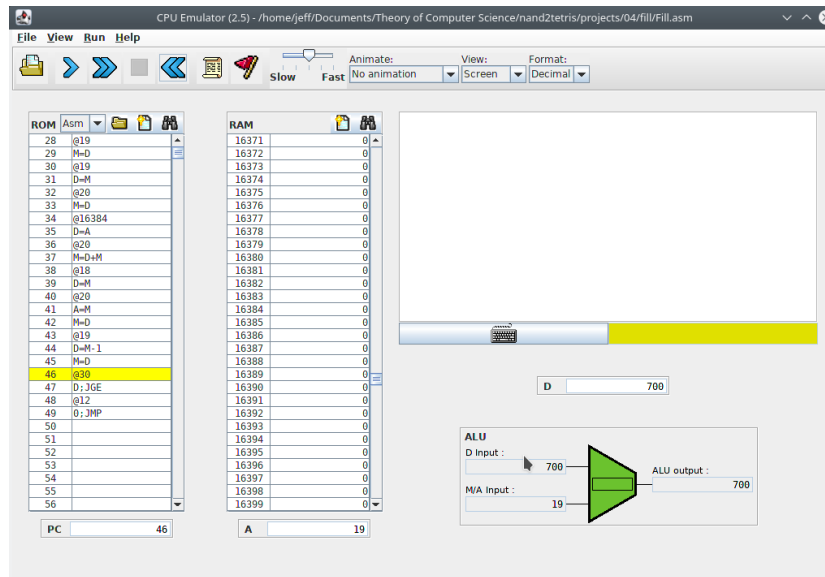 CPU Emulator (2.5) - /home/jeff/Documents/Theory of Computer Science/nand2tetris/projects/04/fill/Fill.asm
File View Run Help
Animate: View: Format:
Slow Fast No animation Screen Decimal
ROM Asm RAM
28 @19 16371 0
29 M=D 16372 0
30 @19 16373 0
31 D=M 16374 0
32 @20 16375 0
33 M=D 16376 0
34 @16384 16377 0
35 D=A 16378 0
36 @20 16379 0
37 M=D+M 16380 0
38 @18 16381 0
39 D=M 16382 0
40 @20 16383 0
41 A=M 16384 0
42 M=D 16385 0
43 @19 16386 0
44 D=M-1 16387 0
45 M=D 16388 0
46 @30 16389 0
47 D;JGE 16390 0
48 @12 16391 0
49 0;JMP 16392 0
50 16393 0
51 16394 0
52 16395 0
53 16396 0
54 16397 0
55 16398 0
56 16399 0
PC 46 A 19
D 700
ALU
D Input :
700
ALU output :
700
M/A Input :
19